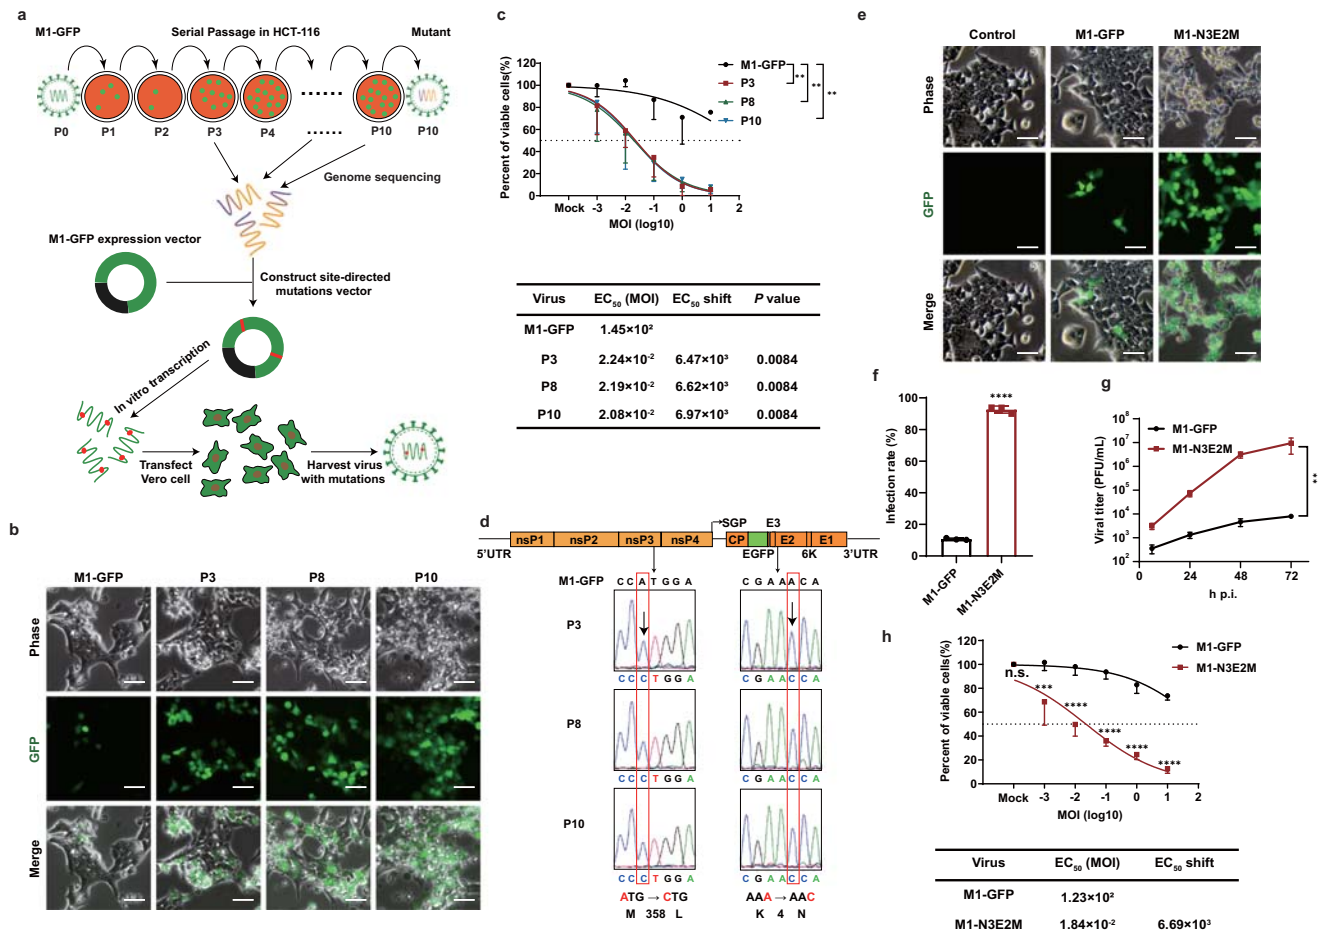 a
M1-GFP Serial Passage in HCT-116 Mutant
P0 P1 P2 P3 P4 P10 P10
Genome sequencing
M1-GFP expression vector
Construct site-directed
mutations vector
In vitro transcription
Transfect
Vero cell
Harvest virus
with mutations
b
M1-GFP P3 P8 P10
Phase
GFP
Merge
c
Percent of viable cells(%)
120
100
80
60
40
20
0
Mock -3 -2 -1 0 1 2
MOI (log10)
M1-GFP
P3
P8
P10
**
**
**
Virus EC₅₀ (MOI) EC₅₀ shift P value
M1-GFP 1.45×10²
P3 2.24×10⁻² 6.47×10³ 0.0084
P8 2.19×10⁻² 6.62×10³ 0.0084
P10 2.08×10⁻² 6.97×10³ 0.0084
d
SGP E3
nsP1 nsP2 nsP3 nsP4 CP E2 E1
5'UTR EGFP 6K 3'UTR
M1-GFP C C A T G G A C G A A A C A
P3
C C C T G G A C G A A C C A
P8
C C C T G G A C G A A C C A
P10
C C C T G G A C G A A C C A
ATG → CTG AAA → AAC
M 358 L K 4 N
e
Control M1-GFP M1-N3E2M
Phase
GFP
Merge
f
Infection rate (%)
100
80
60
40
20
0
****
M1-GFP
M1-N3E2M
g
Viral titer (PFU/mL)
10⁸
10⁷
10⁶
10⁵
10⁴
10³
10²
M1-GFP
M1-N3E2M
**
0 24 48 72
h p.i.
h
Percent of viable cells(%)
120
100
80
60
40
20
0
M1-GFP
M1-N3E2M
n.s.
***
****
****
****
****
Mock -3 -2 -1 0 1 2
MOI (log10)
Virus EC₅₀ (MOI) EC₅₀ shift
M1-GFP 1.23×10²
M1-N3E2M 1.84×10⁻² 6.69×10³